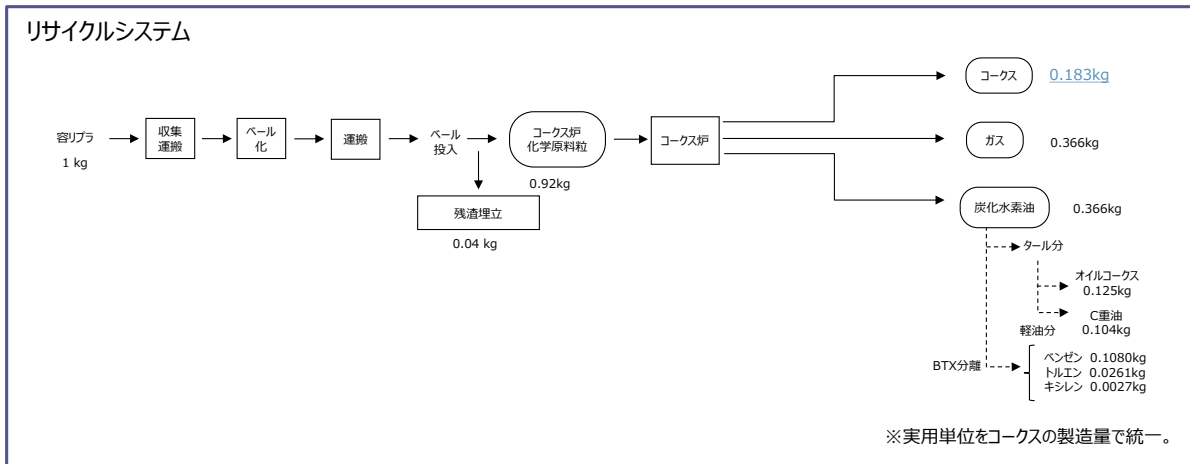 リサイクルシステム
容リプラ
1 kg
収集
運搬
ベール
化
運搬
ベール
投入
残渣埋立
0.04 kg
コークス炉
化学原料粒
0.92kg
コークス炉
コークス
0.183kg
ガス
0.366kg
炭化水素油
0.366kg
タール分
オイルコークス
0.125kg
C重油
0.104kg
軽油分
BTX分離
ベンゼン 0.1080kg
トルエン 0.0261kg
キシレン 0.0027kg
※実用単位をコークスの製造量で統一。